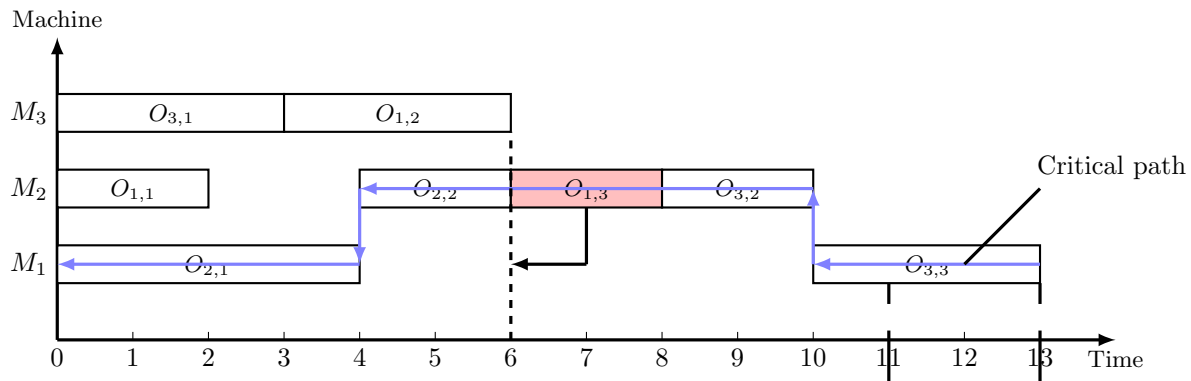 Machine
M3 O3,1 O1,2
Critical path
M2 O1,1 O2,2 O1,3 O3,2
M1 O2,1 O3,3
0 1 2 3 4 5 6 7 8 9 10 11 12 13 Time